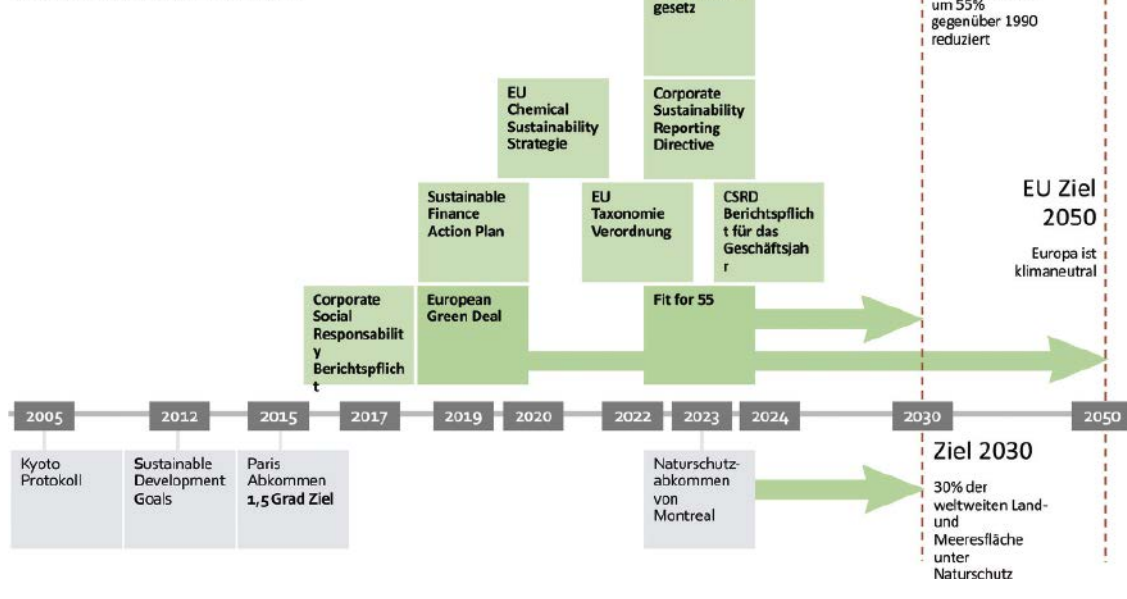 gesetz
um 55%
gegenüber 1990
reduziert
EU
Chemical
Sustainability
Strategie
Corporate
Sustainability
Reporting
Directive
Sustainable
Finance
Action Plan
EU
Taxonomie
Verordnung
CSRD
Berichtspflich
t für das
Geschäftsjah
r
EU Ziel
2050
Europa ist
klimaneutral
Corporate
Social
Responsabilit
y
Berichtspflich
t
European
Green Deal
Fit for 55
2005
2012
2015
2017
2019
2020
2022
2023
2024
2030
2050
Kyoto
Protokoll
Sustainable
Development
Goals
Paris
Abkommen
1,5 Grad Ziel
Naturschutz-
abkommen
von
Montreal
Ziel 2030
30% der
weltweiten Land-
und
Meeresfläche
unter
Naturschutz